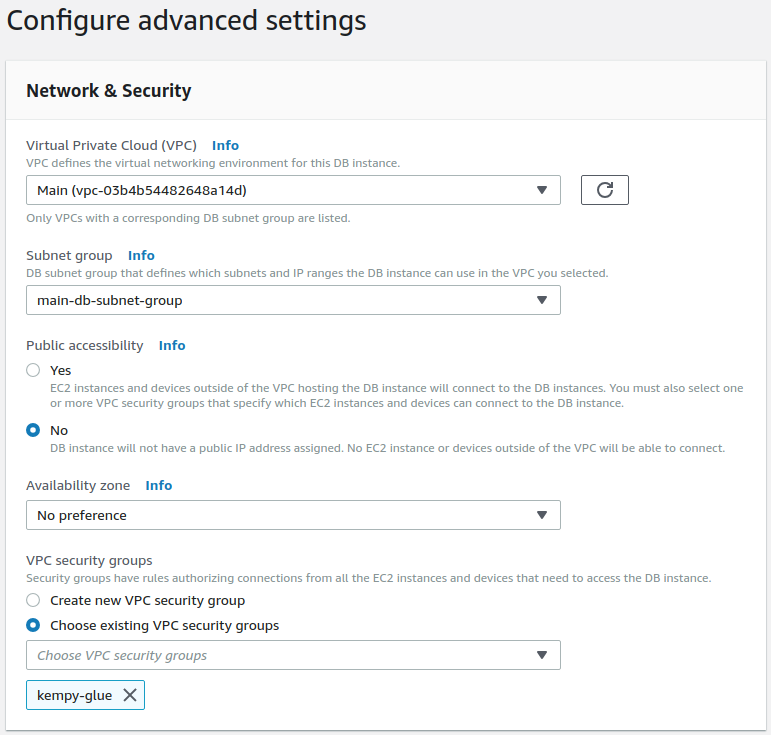 Configure advanced settings
Network & Security
Virtual Private Cloud (VPC) Info
VPC defines the virtual networking environment for this DB instance.
Main (vpc-03b4b54482648a14d)
Only VPCs with a corresponding DB subnet group are listed.
Subnet group Info
DB subnet group that defines which subnets and IP ranges the DB instance can use in the VPC you selected.
main-db-subnet-group
Public accessibility Info
Yes
EC2 instances and devices outside of the VPC hosting the DB instance will connect to the DB instances. You must also select one
or more VPC security groups that specify which EC2 instances and devices can connect to the DB instance.
No
DB instance will not have a public IP address assigned. No EC2 instance or devices outside of the VPC will be able to connect.
Availability zone Info
No preference
VPC security groups
Security groups have rules authorizing connections from all the EC2 instances and devices that need to access the DB instance.
Create new VPC security group
Choose existing VPC security groups
Choose VPC security groups
kempy-glue